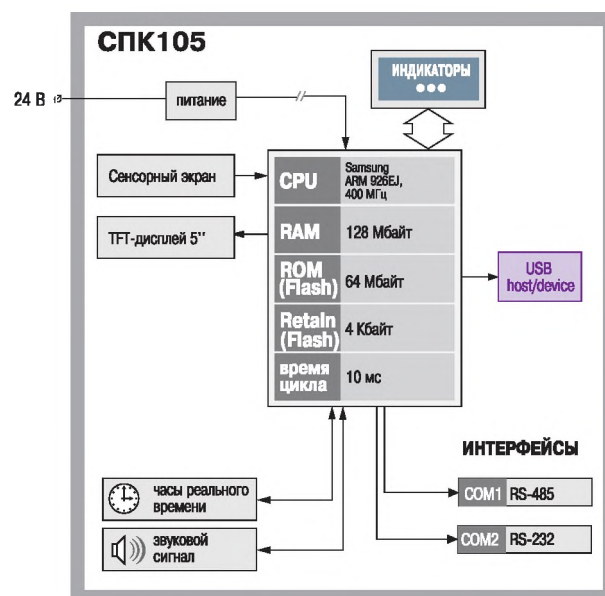 СПК105
ИНДИКАТОРЫ
24 В
питание
Сенсорный экран
TFT-дисплей 5''
CPU
Samsung
ARM 926EJ,
400 МГц
RAM
128 Мбайт
ROM
(Flash)
64 Мбайт
Retain
(Flash)
4 Кбайт
время
цикла
10 мс
USB
host/device
ИНТЕРФЕЙСЫ
часы реального
времени
COM1 RS-485
звуковой
сигнал
COM2 RS-232